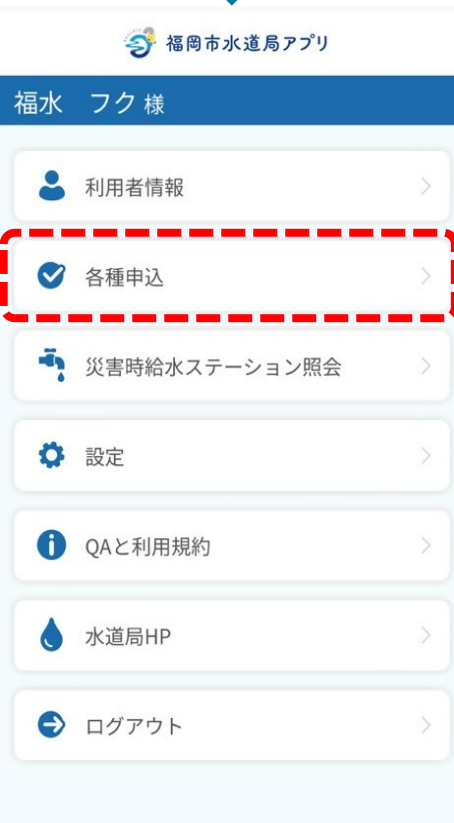 福岡市水道局アプリ
福水　フク 様
利用者情報
各種申込
災害時給水ステーション照会
設定
QAと利用規約
水道局HP
ログアウト